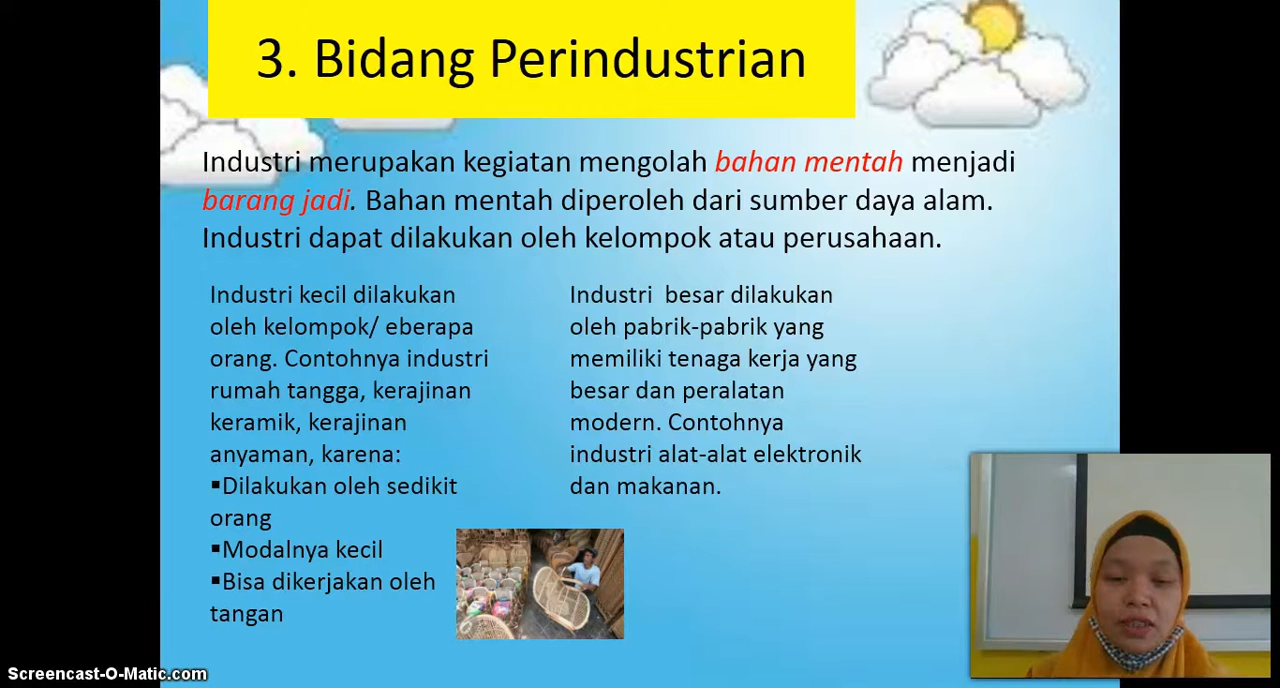 3. Bidang Perindustrian
Industri merupakan kegiatan mengolah bahan mentah menjadi
barang jadi. Bahan mentah diperoleh dari sumber daya alam.
Industri dapat dilakukan oleh kelompok atau perusahaan.
Industri kecil dilakukan
oleh kelompok/ eberapa
orang. Contohnya industri
rumah tangga, kerajinan
keramik, kerajinan
anyaman, karena:
▪Dilakukan oleh sedikit
orang
▪Modalnya kecil
▪Bisa dikerjakan oleh
tangan
Industri  besar dilakukan
oleh pabrik-pabrik yang
memiliki tenaga kerja yang
besar dan peralatan
modern. Contohnya
industri alat-alat elektronik
dan makanan.
Screencast-O-Matic.com